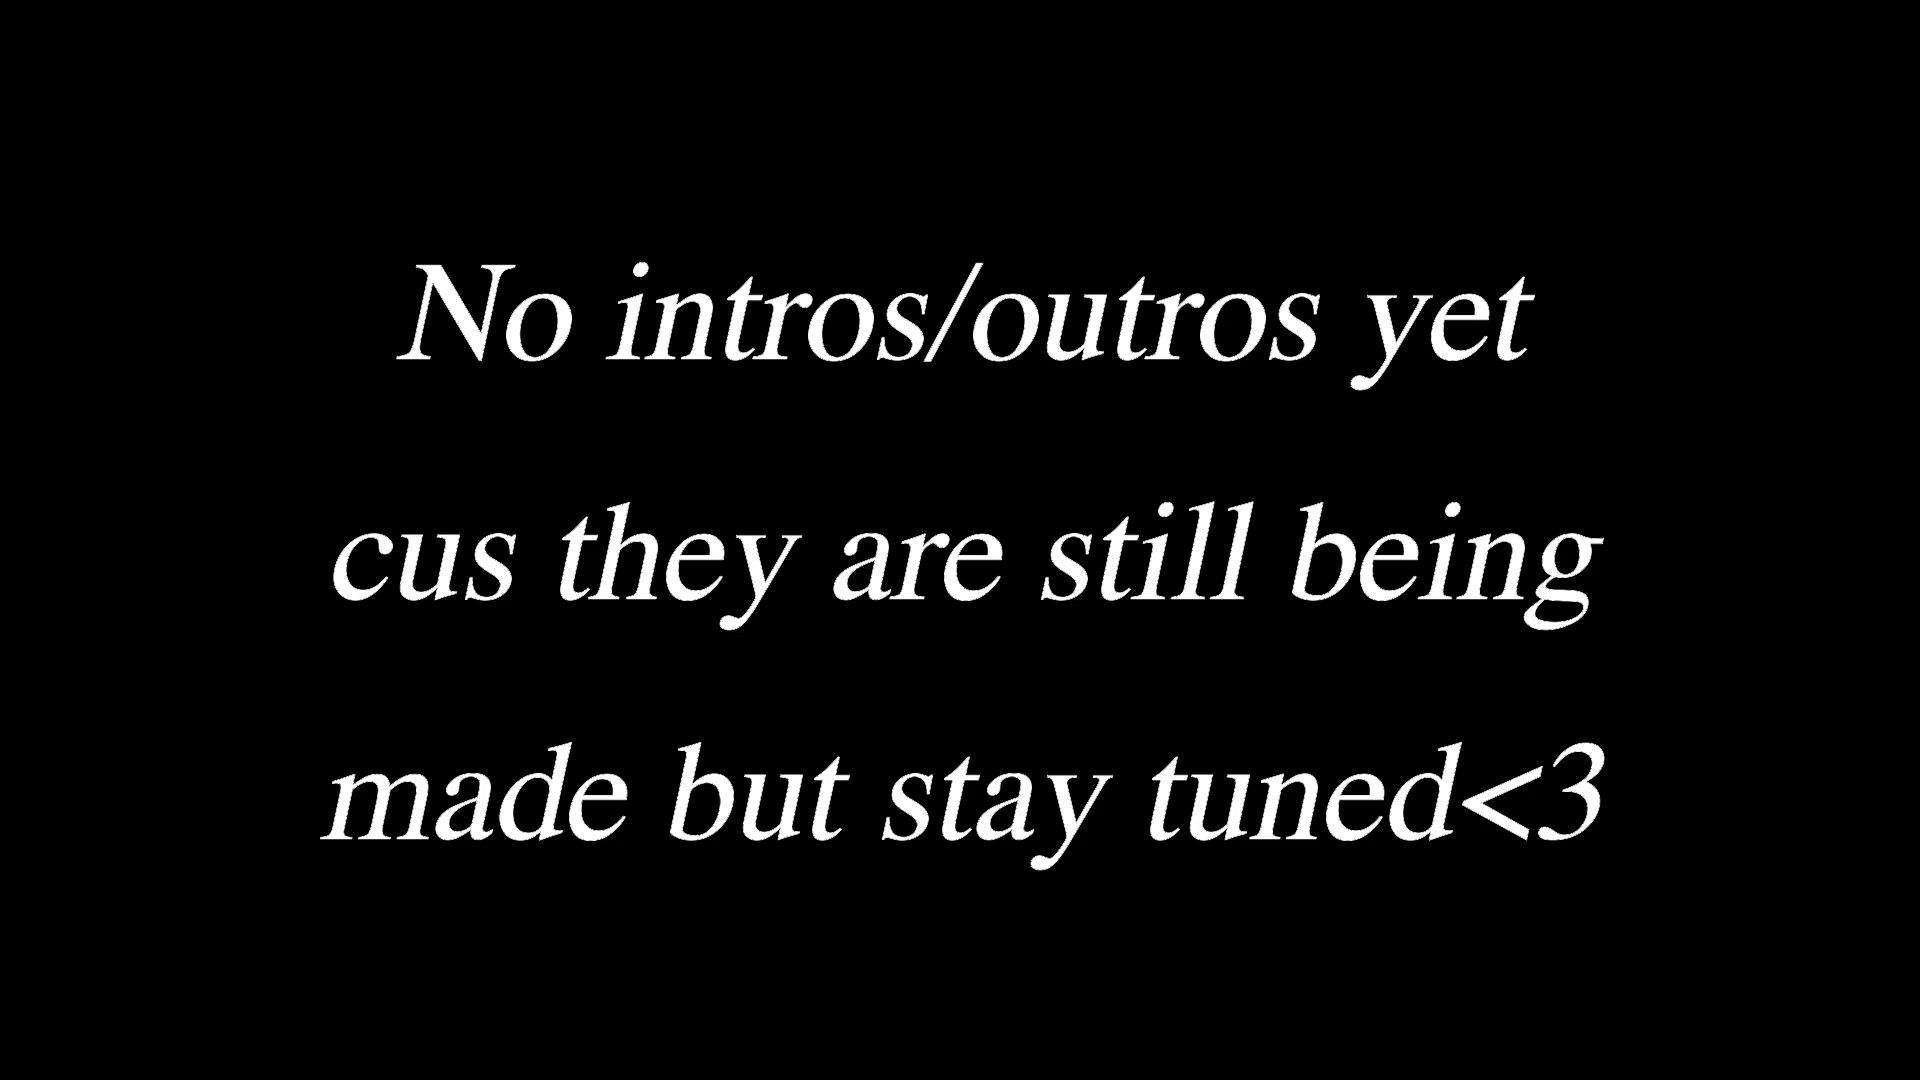 No intros/outros yet
cus they are still being
made but stay tuned<3